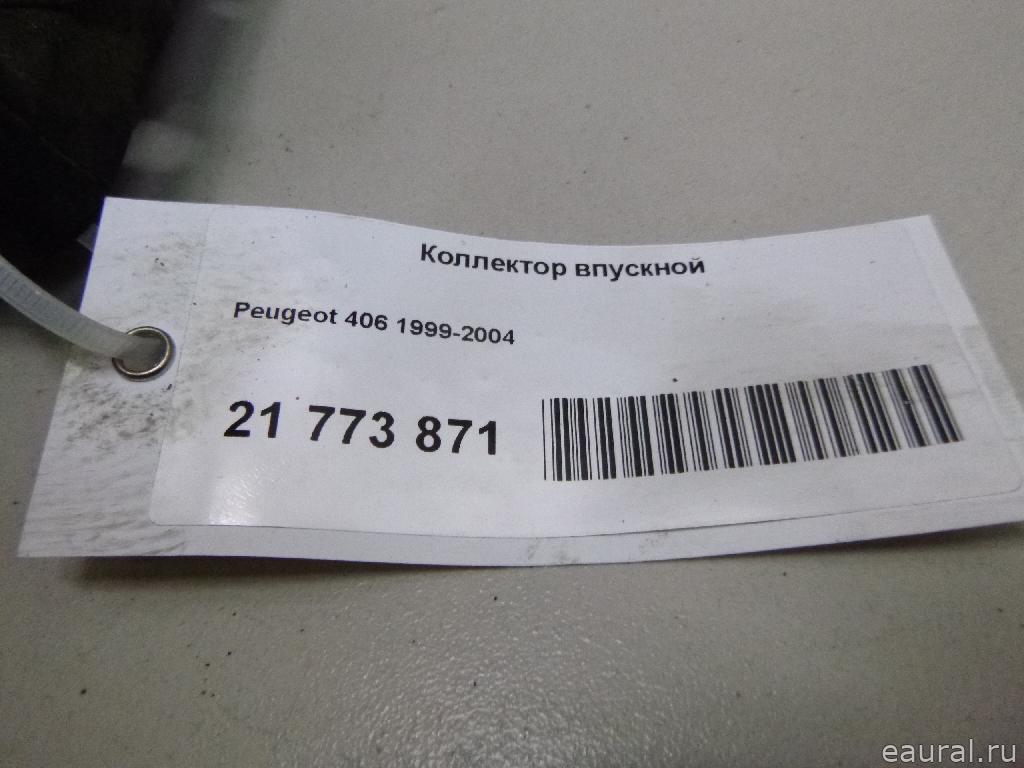 Коллектор впускной
Peugeot 406 1999-2004
21 773 871
eaural.ru